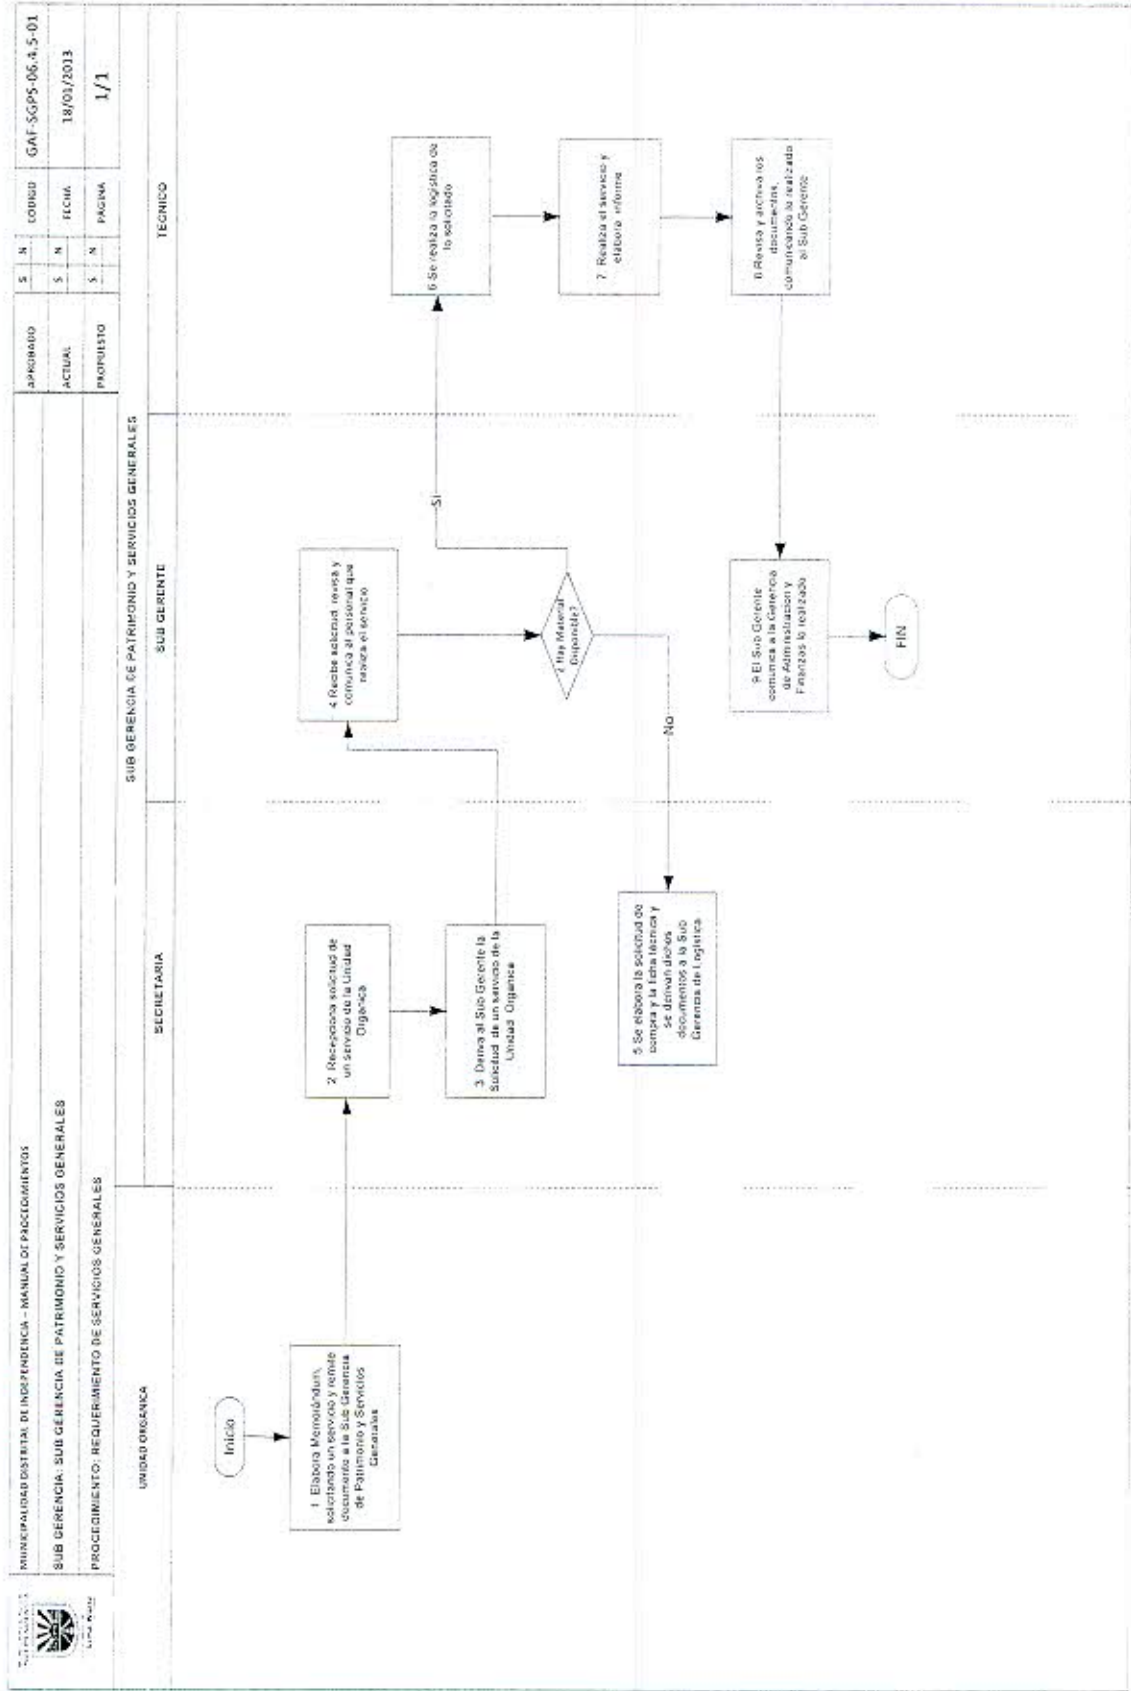 MUNICIPALIDAD DISTRITAL DE INDEPENDENCIA – MANUAL DE PROCEDIMIENTOS
APROBADO
S N
CODIGO
GAF-SGPS-06.4.5-01
SUB GERENCIA: SUB GERENCIA DE PATRIMONIO Y SERVICIOS GENERALES
ACTUAL
S N
FECHA
18/01/2013
PROCEDIMIENTO: REQUERIMIENTO DE SERVICIOS GENERALES
PROPUESTO
S N
PAGINA
1/1
UNIDAD ORGANICA
SUB GERENCIA DE PATRIMONIO Y SERVICIOS GENERALES
SECRETARIA
SUB GERENTE
TECNICO
Inicio
1 Elabora Memorándum,
solicitando un servicio y remite
documento a la Sub Gerencia
de Patrimonio y Servicios
Generales
2 Recepciona solicitud de
un servicio de la Unidad
Organica
3 Deriva al Sub Gerente la
Solicitud de un servicio de la
Unidad Organica
4 Recibe solicitud, revisa y
comunica al personal que
realiza el servicio
¿ Hay Material
Disponible?
Si
No
5 Se elabora la solicitud de
compra y la ficha técnica y
se derivan dichos
documentos a la Sub
Gerencia de Logistica
6 Se realiza la logistica de
lo solicitado
7 Realiza el servicio y
elabora informe
8 Revisa y archiva los
documentos,
comunicando lo realizado
al Sub Gerente
9 El Sub Gerente
comunica a la Gerencia
de Administracion y
Finanzas lo realizado
FIN